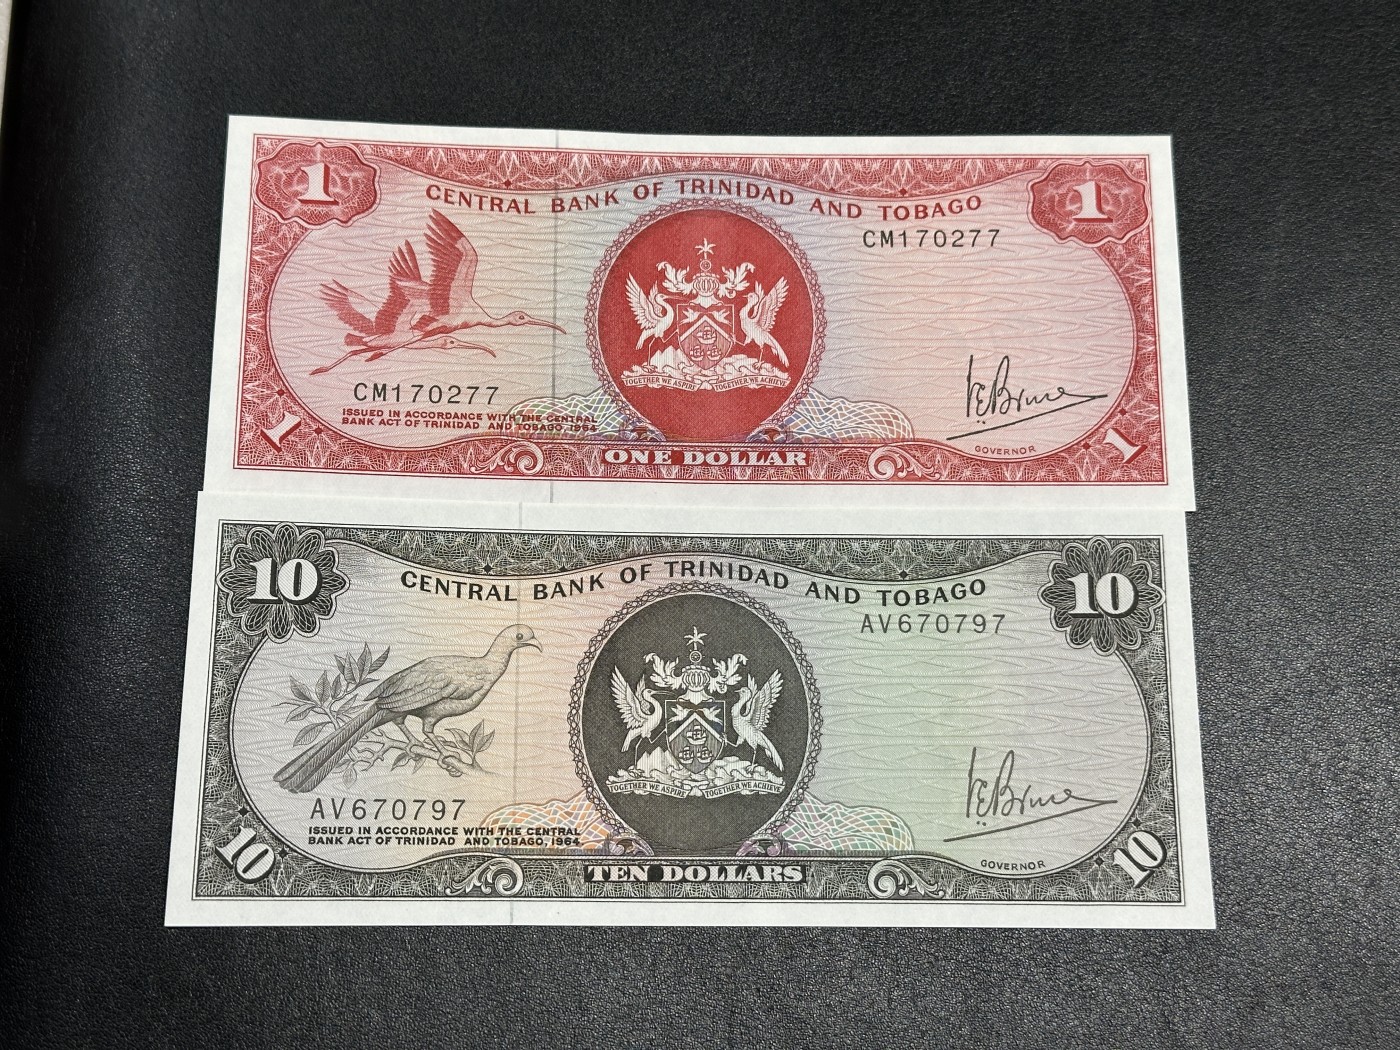 1
1
CENTRAL BANK OF TRINIDAD AND TOBAGO
CM170277
TOGETHER WE ASPIRE TOGETHER WE ACHIEVE
CM170277
ISSUED IN ACCORDANCE WITH THE CENTRAL
BANK ACT OF TRINIDAD AND TOBAGO, 1964
V.E. Bruce
GOVERNOR
1
ONE DOLLAR
1
10
10
CENTRAL BANK OF TRINIDAD AND TOBAGO
AV670797
TOGETHER WE ASPIRE TOGETHER WE ACHIEVE
AV670797
ISSUED IN ACCORDANCE WITH THE CENTRAL
BANK ACT OF TRINIDAD AND TOBAGO, 1964.
V.E. Bruce
GOVERNOR
10
TEN DOLLARS
10